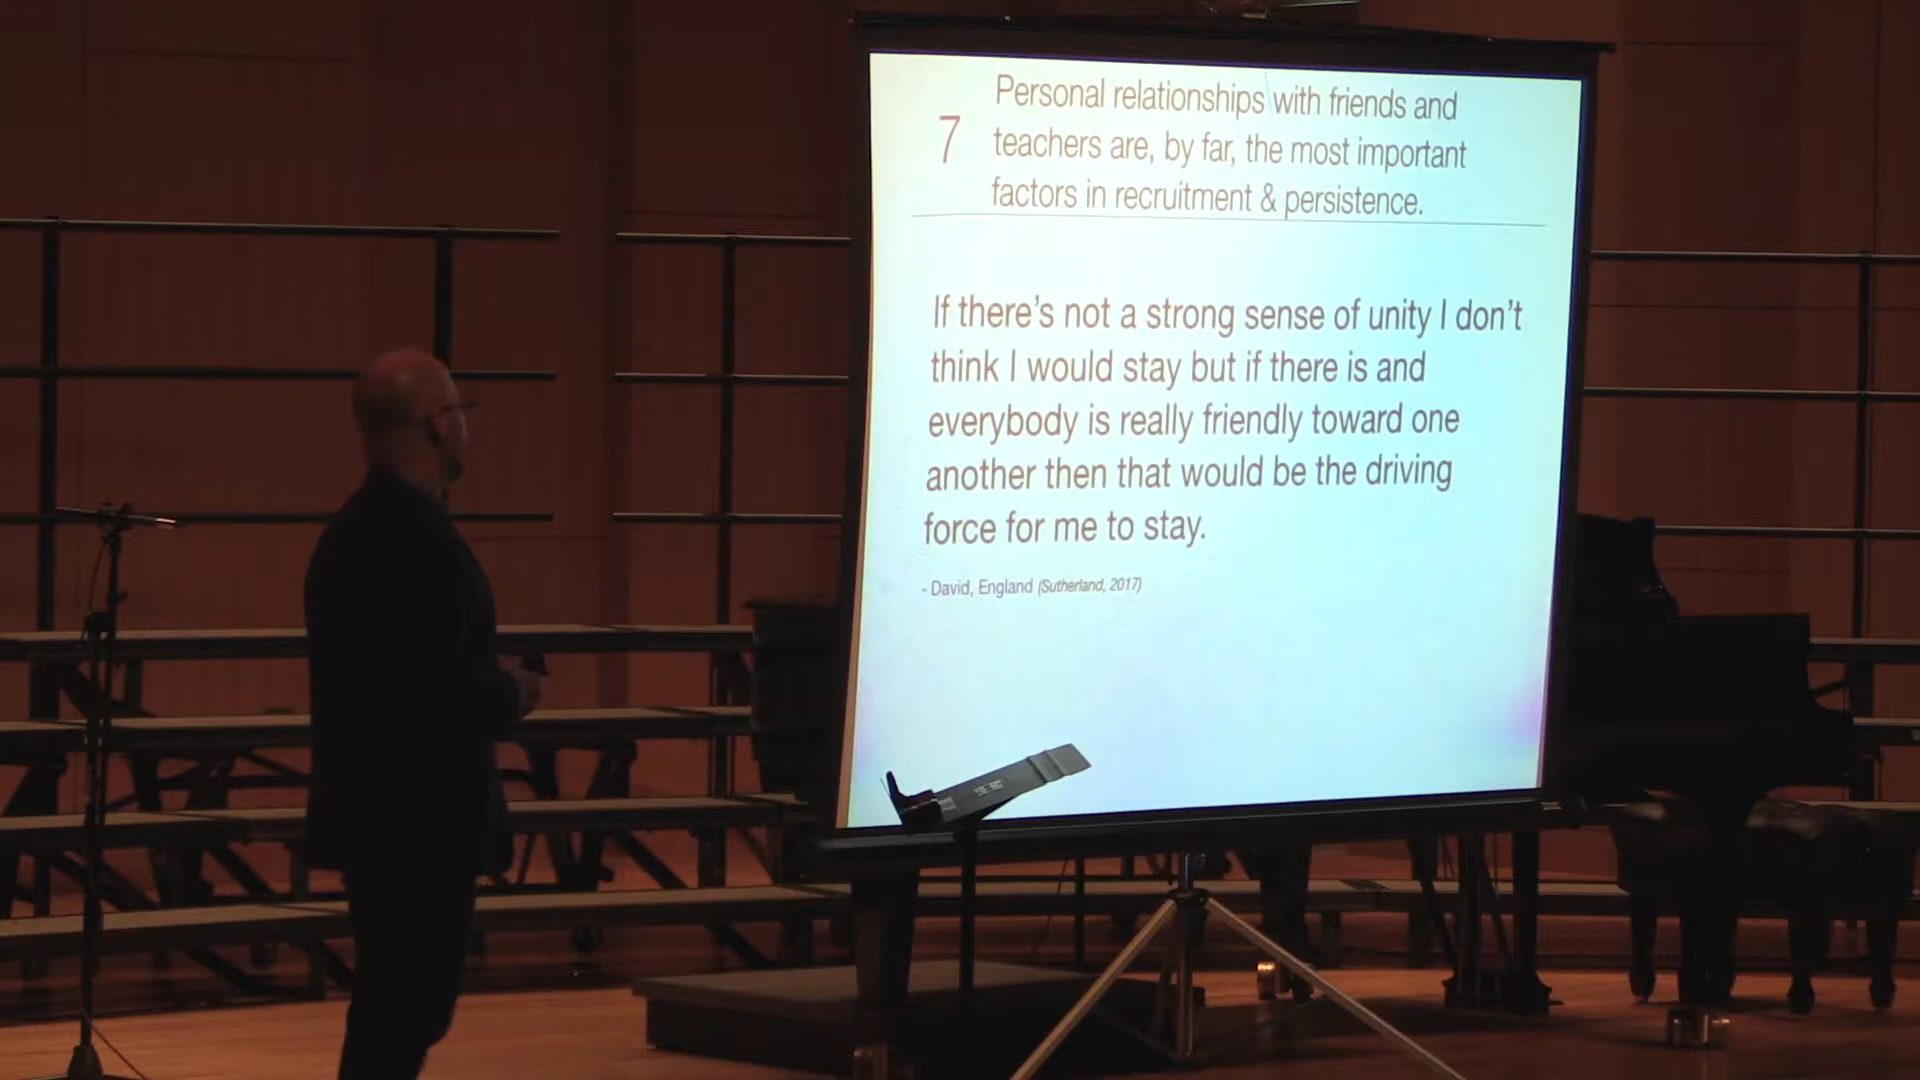 7
Personal relationships with friends and
teachers are, by far, the most important
factors in recruitment & persistence.
If there's not a strong sense of unity I don't
think I would stay but if there is and
everybody is really friendly toward one
another then that would be the driving
force for me to stay.
- David, England (Sutherland, 2017)